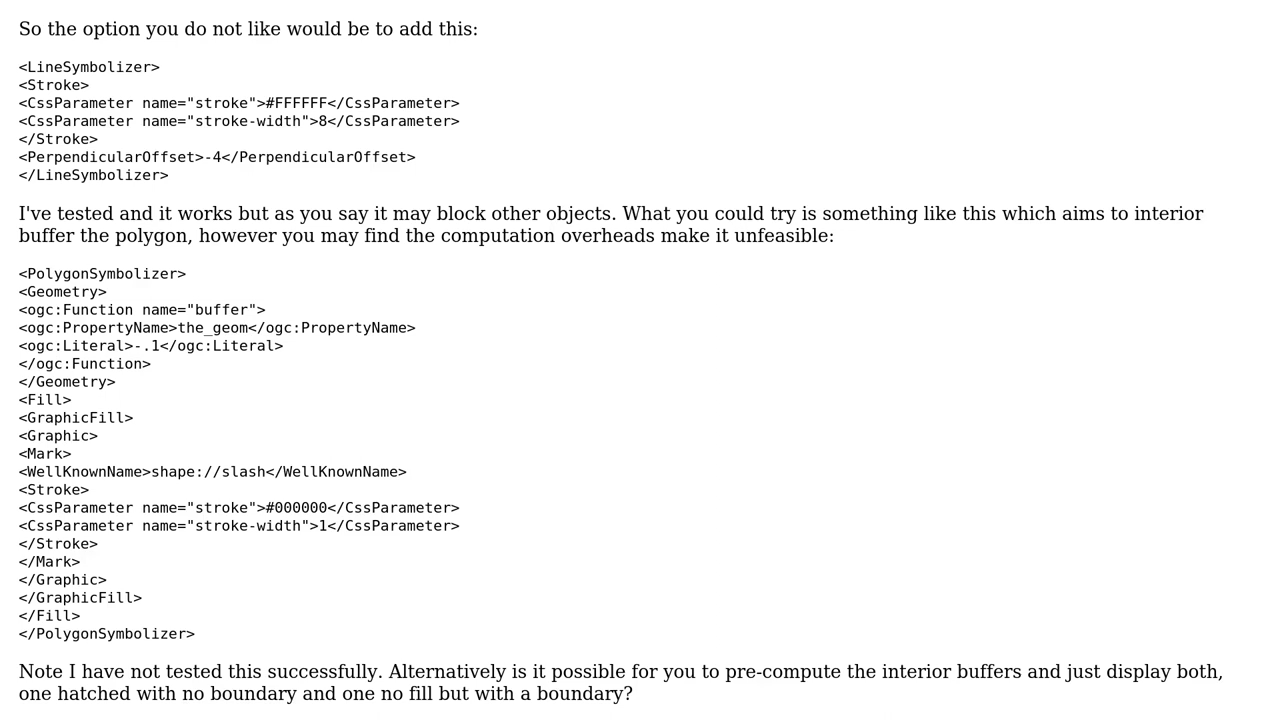 So the option you do not like would be to add this:
<LineSymbolizer>
<Stroke>
<CssParameter name="stroke">#FFFFFF</CssParameter>
<CssParameter name="stroke-width">8</CssParameter>
</Stroke>
<PerpendicularOffset>-4</PerpendicularOffset>
</LineSymbolizer>
I've tested and it works but as you say it may block other objects. What you could try is something like this which aims to interior
buffer the polygon, however you may find the computation overheads make it unfeasible:
<PolygonSymbolizer>
<Geometry>
<ogc:Function name="buffer">
<ogc:PropertyName>the_geom</ogc:PropertyName>
<ogc:Literal>-.1</ogc:Literal>
</ogc:Function>
</Geometry>
<Fill>
<GraphicFill>
<Graphic>
<Mark>
<WellKnownName>shape://slash</WellKnownName>
<Stroke>
<CssParameter name="stroke">#000000</CssParameter>
<CssParameter name="stroke-width">1</CssParameter>
</Stroke>
</Mark>
</Graphic>
</GraphicFill>
</Fill>
</PolygonSymbolizer>
Note I have not tested this successfully. Alternatively is it possible for you to pre-compute the interior buffers and just display both,
one hatched with no boundary and one no fill but with a boundary?